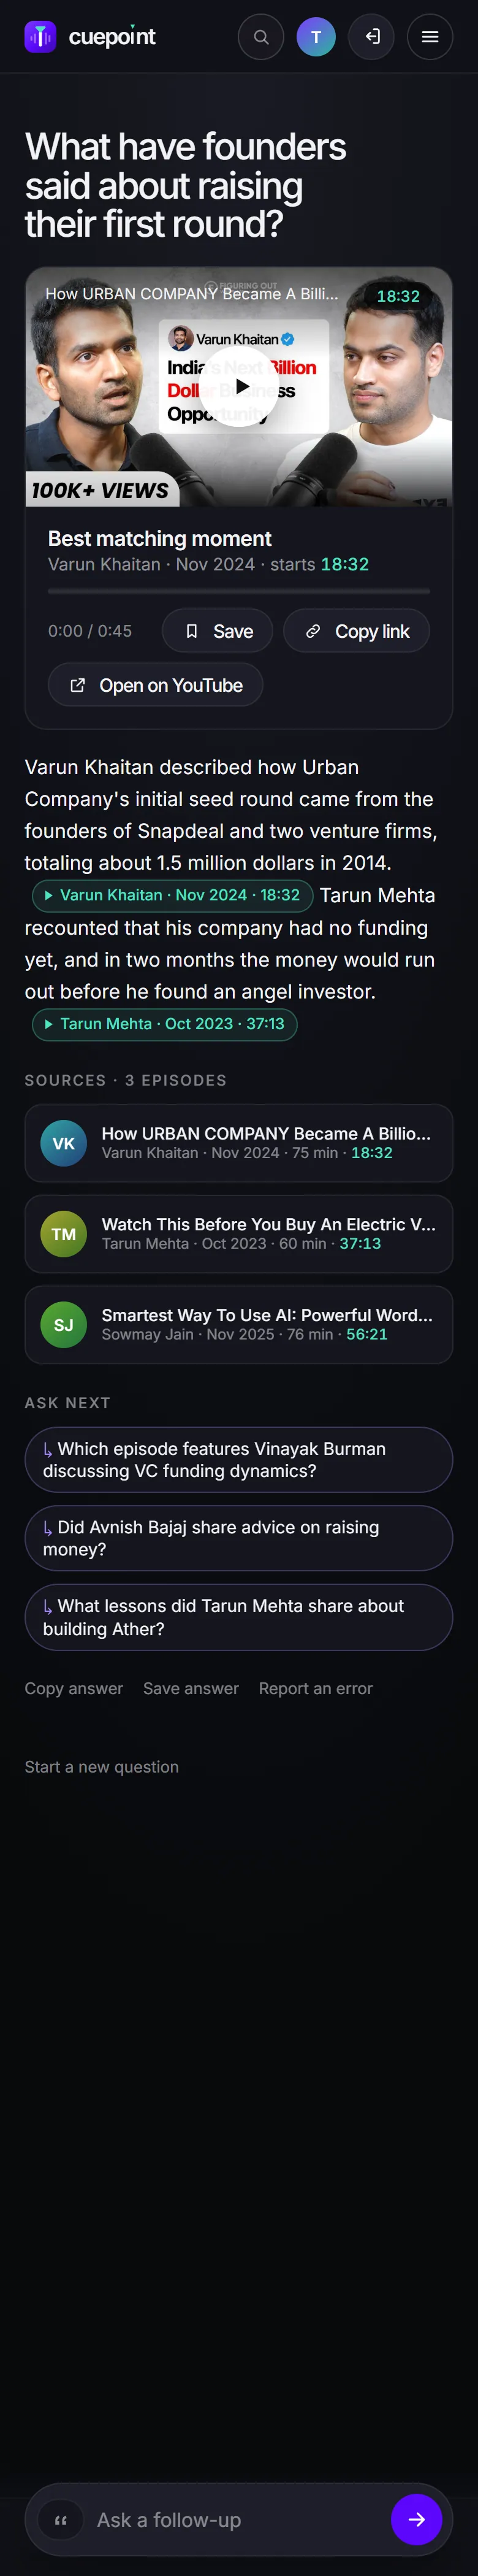 cuepoint
T
What have founders
said about raising
their first round?
FIGURING OUT
How URBAN COMPANY Became A Billi...
18:32
Varun Khaitan
India's Next Billion
Dollar Business
Opportunity
100K+ VIEWS
Best matching moment
Varun Khaitan · Nov 2024 · starts 18:32
0:00 / 0:45
Save
Copy link
Open on YouTube
Varun Khaitan described how Urban
Company's initial seed round came from the
founders of Snapdeal and two venture firms,
totaling about 1.5 million dollars in 2014.
Varun Khaitan · Nov 2024 · 18:32 Tarun Mehta
recounted that his company had no funding
yet, and in two months the money would run
out before he found an angel investor.
Tarun Mehta · Oct 2023 · 37:13
SOURCES · 3 EPISODES
VK
How URBAN COMPANY Became A Billio...
Varun Khaitan · Nov 2024 · 75 min · 18:32
TM
Watch This Before You Buy An Electric V...
Tarun Mehta · Oct 2023 · 60 min · 37:13
SJ
Smartest Way To Use AI: Powerful Word...
Sowmay Jain · Nov 2025 · 76 min · 56:21
ASK NEXT
↳ Which episode features Vinayak Burman
discussing VC funding dynamics?
↳ Did Avnish Bajaj share advice on raising
money?
↳ What lessons did Tarun Mehta share about
building Ather?
Copy answer
Save answer
Report an error
Start a new question
Ask a follow-up